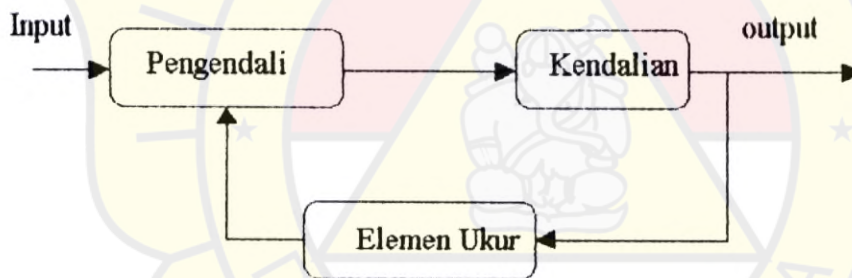 Input
Pengendali
Kendalian
output
Elemen Ukur